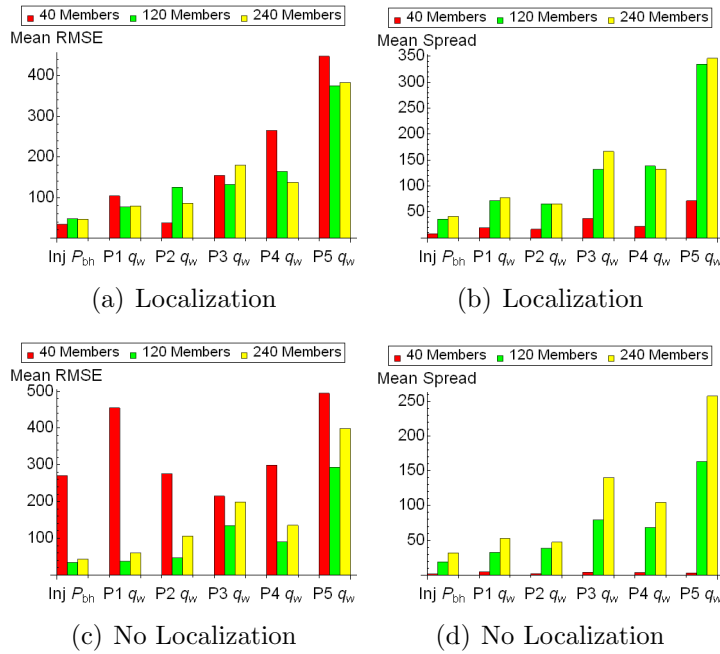 40 Members 120 Members 240 Members
Mean RMSE
400
300
200
100
Inj Pbh P1 qw P2 qw P3 qw P4 qw P5 qw
(a) Localization
40 Members 120 Members 240 Members
Mean Spread
350
300
250
200
150
100
50
Inj Pbh P1 qw P2 qw P3 qw P4 qw P5 qw
(b) Localization
40 Members 120 Members 240 Members
Mean RMSE
500
400
300
200
100
Inj Pbh P1 qw P2 qw P3 qw P4 qw P5 qw
(c) No Localization
40 Members 120 Members 240 Members
Mean Spread
250
200
150
100
50
Inj Pbh P1 qw P2 qw P3 qw P4 qw P5 qw
(d) No Localization